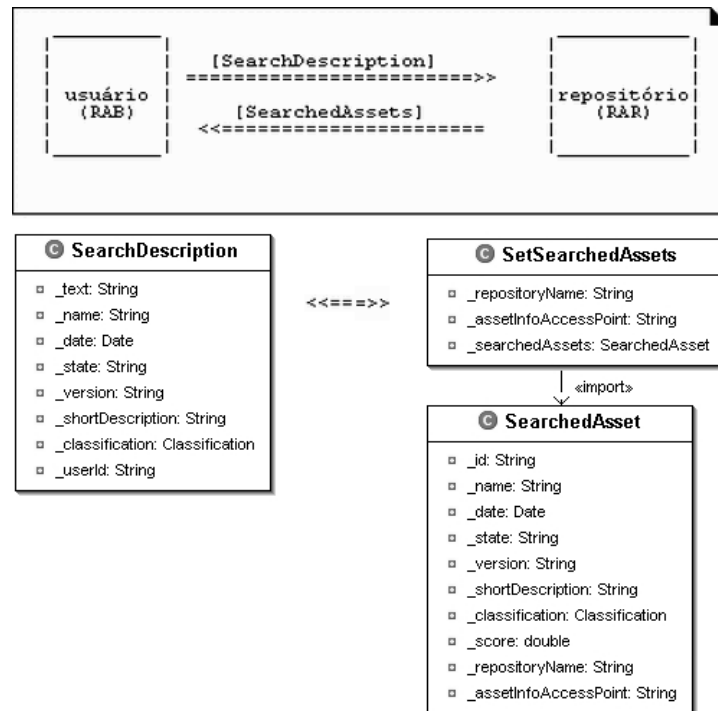 [SearchDescription]
======================>>
usuário
(RAB)
[SearchedAssets]
<<======================
repositório
(RAR)
C SearchDescription
_text: String
_name: String
_date: Date
_state: String
_version: String
_shortDescription: String
_classification: Classification
_userId: String
<<===>>
C SetSearchedAssets
_repositoryName: String
_assetInfoAccessPoint: String
_searchedAssets: SearchedAsset
«import»
C SearchedAsset
_id: String
_name: String
_date: Date
_state: String
_version: String
_shortDescription: String
_classification: Classification
_score: double
_repositoryName: String
_assetInfoAccessPoint: String